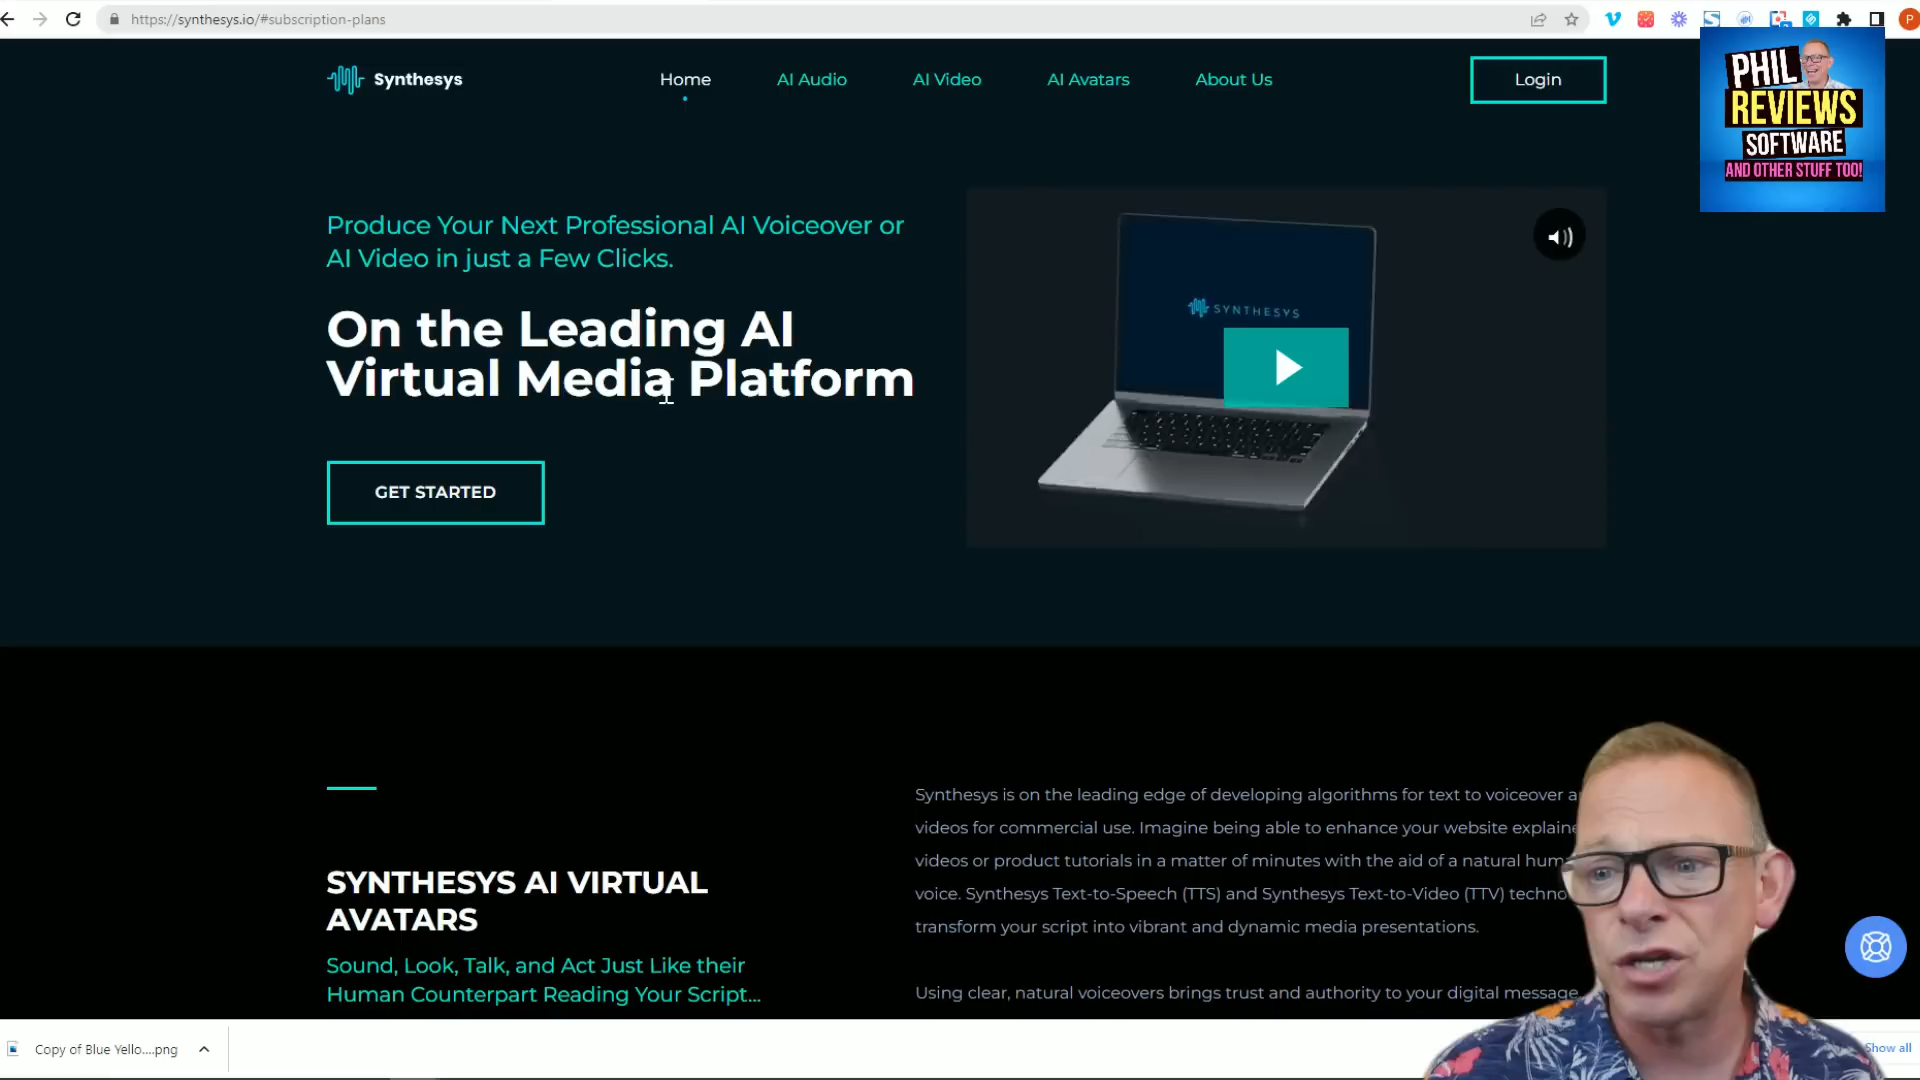 https://synthesys.io/#subscription-plans
P
Synthesys
Home
AI Audio
AI Video
AI Avatars
About Us
Login
PHIL
REVIEWS
SOFTWARE
AND OTHER STUFF TOO!
Produce Your Next Professional AI Voiceover or
AI Video in just a Few Clicks.
On the Leading AI
Virtual Media Platform
SYNTHESYS
GET STARTED
SYNTHESYS AI VIRTUAL
AVATARS
Sound, Look, Talk, and Act Just Like their
Human Counterpart Reading Your Script...
Synthesys is on the leading edge of developing algorithms for text to voiceover a
videos for commercial use. Imagine being able to enhance your website explaine
videos or product tutorials in a matter of minutes with the aid of a natural hum
voice. Synthesys Text-to-Speech (TTS) and Synthesys Text-to-Video (TTV) techno
transform your script into vibrant and dynamic media presentations.
Using clear, natural voiceovers brings trust and authority to your digital message
Copy of Blue Yello....png
Show all